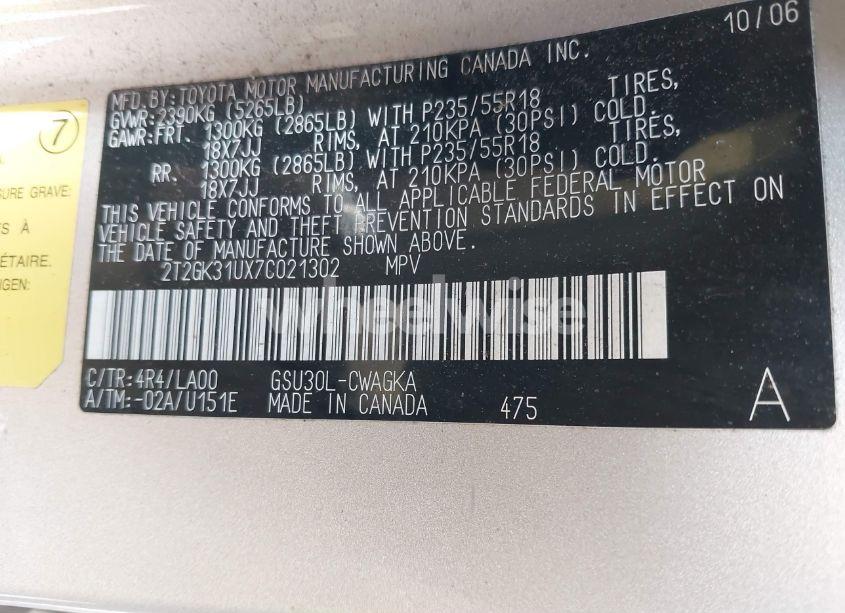 10/06
MFD.BY:TOYOTA MOTOR MANUFACTURING CANADA INC.
GVWR:2390KG (5265LB)
GAWR:FRT. 1300KG (2865LB) WITH P235/55R18 TIRES,
18X7JJ RIMS, AT 210KPA (30PSI) COLD.
RR. 1300KG (2865LB) WITH P235/55R18 TIRES,
18X7JJ RIMS, AT 210KPA (30PSI) COLD.
THIS VEHICLE CONFORMS TO ALL APPLICABLE FEDERAL MOTOR
VEHICLE SAFETY AND THEFT PREVENTION STANDARDS IN EFFECT ON
THE DATE OF MANUFACTURE SHOWN ABOVE.
2T2GK31UX7C021302 MPV
wheelwise
C/TR:4R4/LA00 GSU30L-CWAGKA
A/TM:-02A/U151E MADE IN CANADA 475 A
7
SURE GRAVE:
S À
ÉTAIRE.